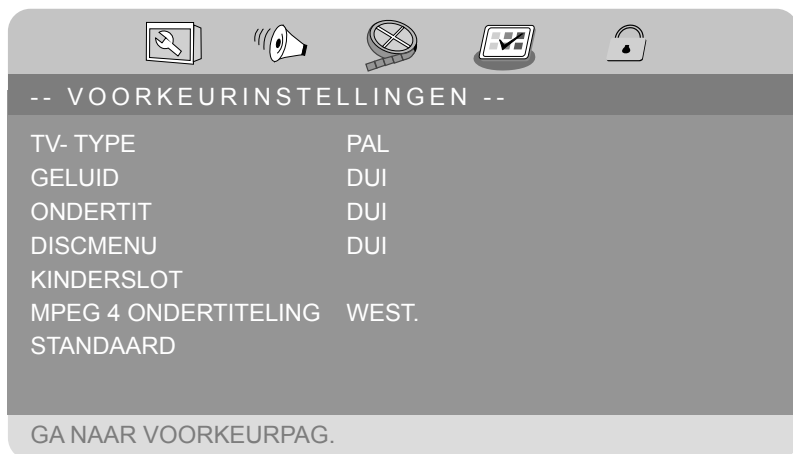 -- VOORKEURINSTELLINGEN --
TV- TYPE PAL
GELUID DUI
ONDERTIT DUI
DISCMENU DUI
KINDERSLOT
MPEG 4 ONDERTITELING WEST.
STANDAARD
GA NAAR VOORKEURPAG.